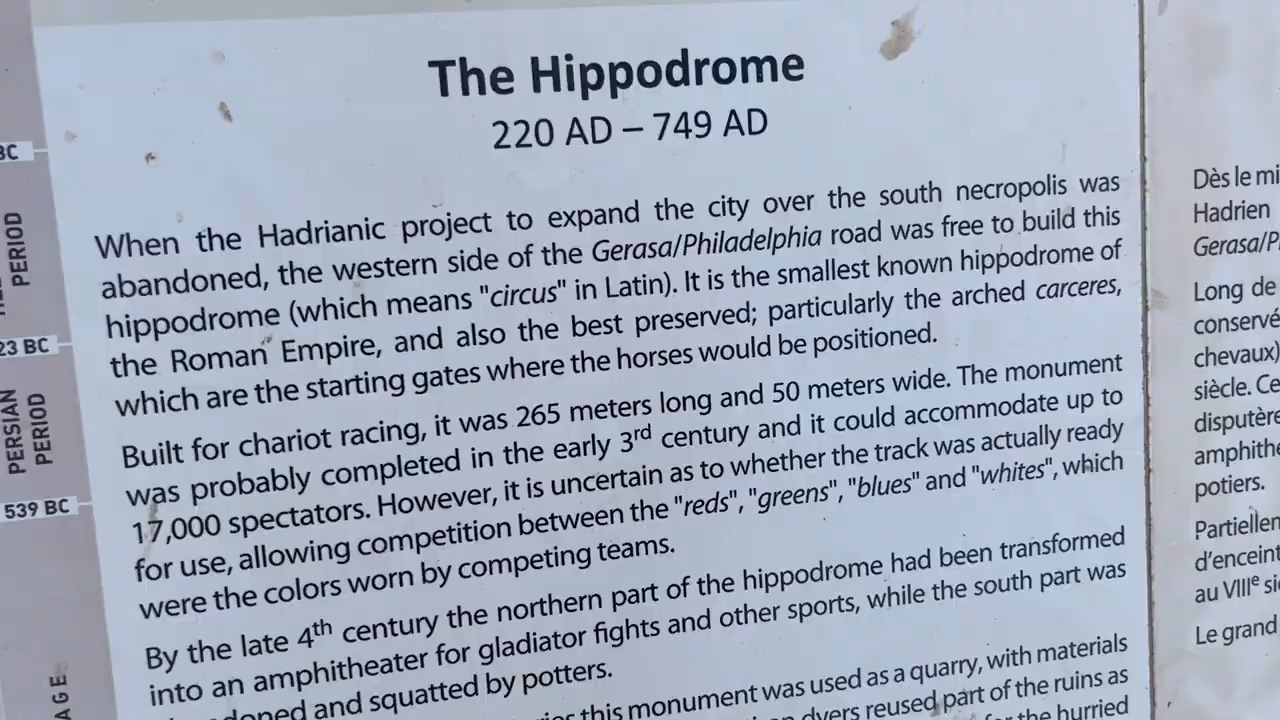 The Hippodrome
220 AD – 749 AD
When the Hadrianic project to expand the city over the south necropolis was
abandoned, the western side of the Gerasa/Philadelphia road was free to build this
hippodrome (which means "circus" in Latin). It is the smallest known hippodrome of
the Roman Empire, and also the best preserved; particularly the arched carceres,
which are the starting gates where the horses would be positioned.
Built for chariot racing, it was 265 meters long and 50 meters wide. The monument
was probably completed in the early 3rd century and it could accommodate up to
17,000 spectators. However, it is uncertain as to whether the track was actually ready
for use, allowing competition between the "reds", "greens", "blues" and "whites", which
were the colors worn by competing teams.
By the late 4th century the northern part of the hippodrome had been transformed
into an amphitheater for gladiator fights and other sports, while the south part was
and squatted by potters.
this monument was used as a quarry, with materials
dyers reused part of the ruins as
the hurried
BC
PERIOD
23 BC
PERSIAN
PERIOD
539 BC
AGE
Dès le mi
Hadrien
Gerasa/P
Long de
conservé
chevaux)
siècle. Ce
disputère
amphithé
potiers.
Partiellem
d'enceint
au VIIIe siè
Le grand